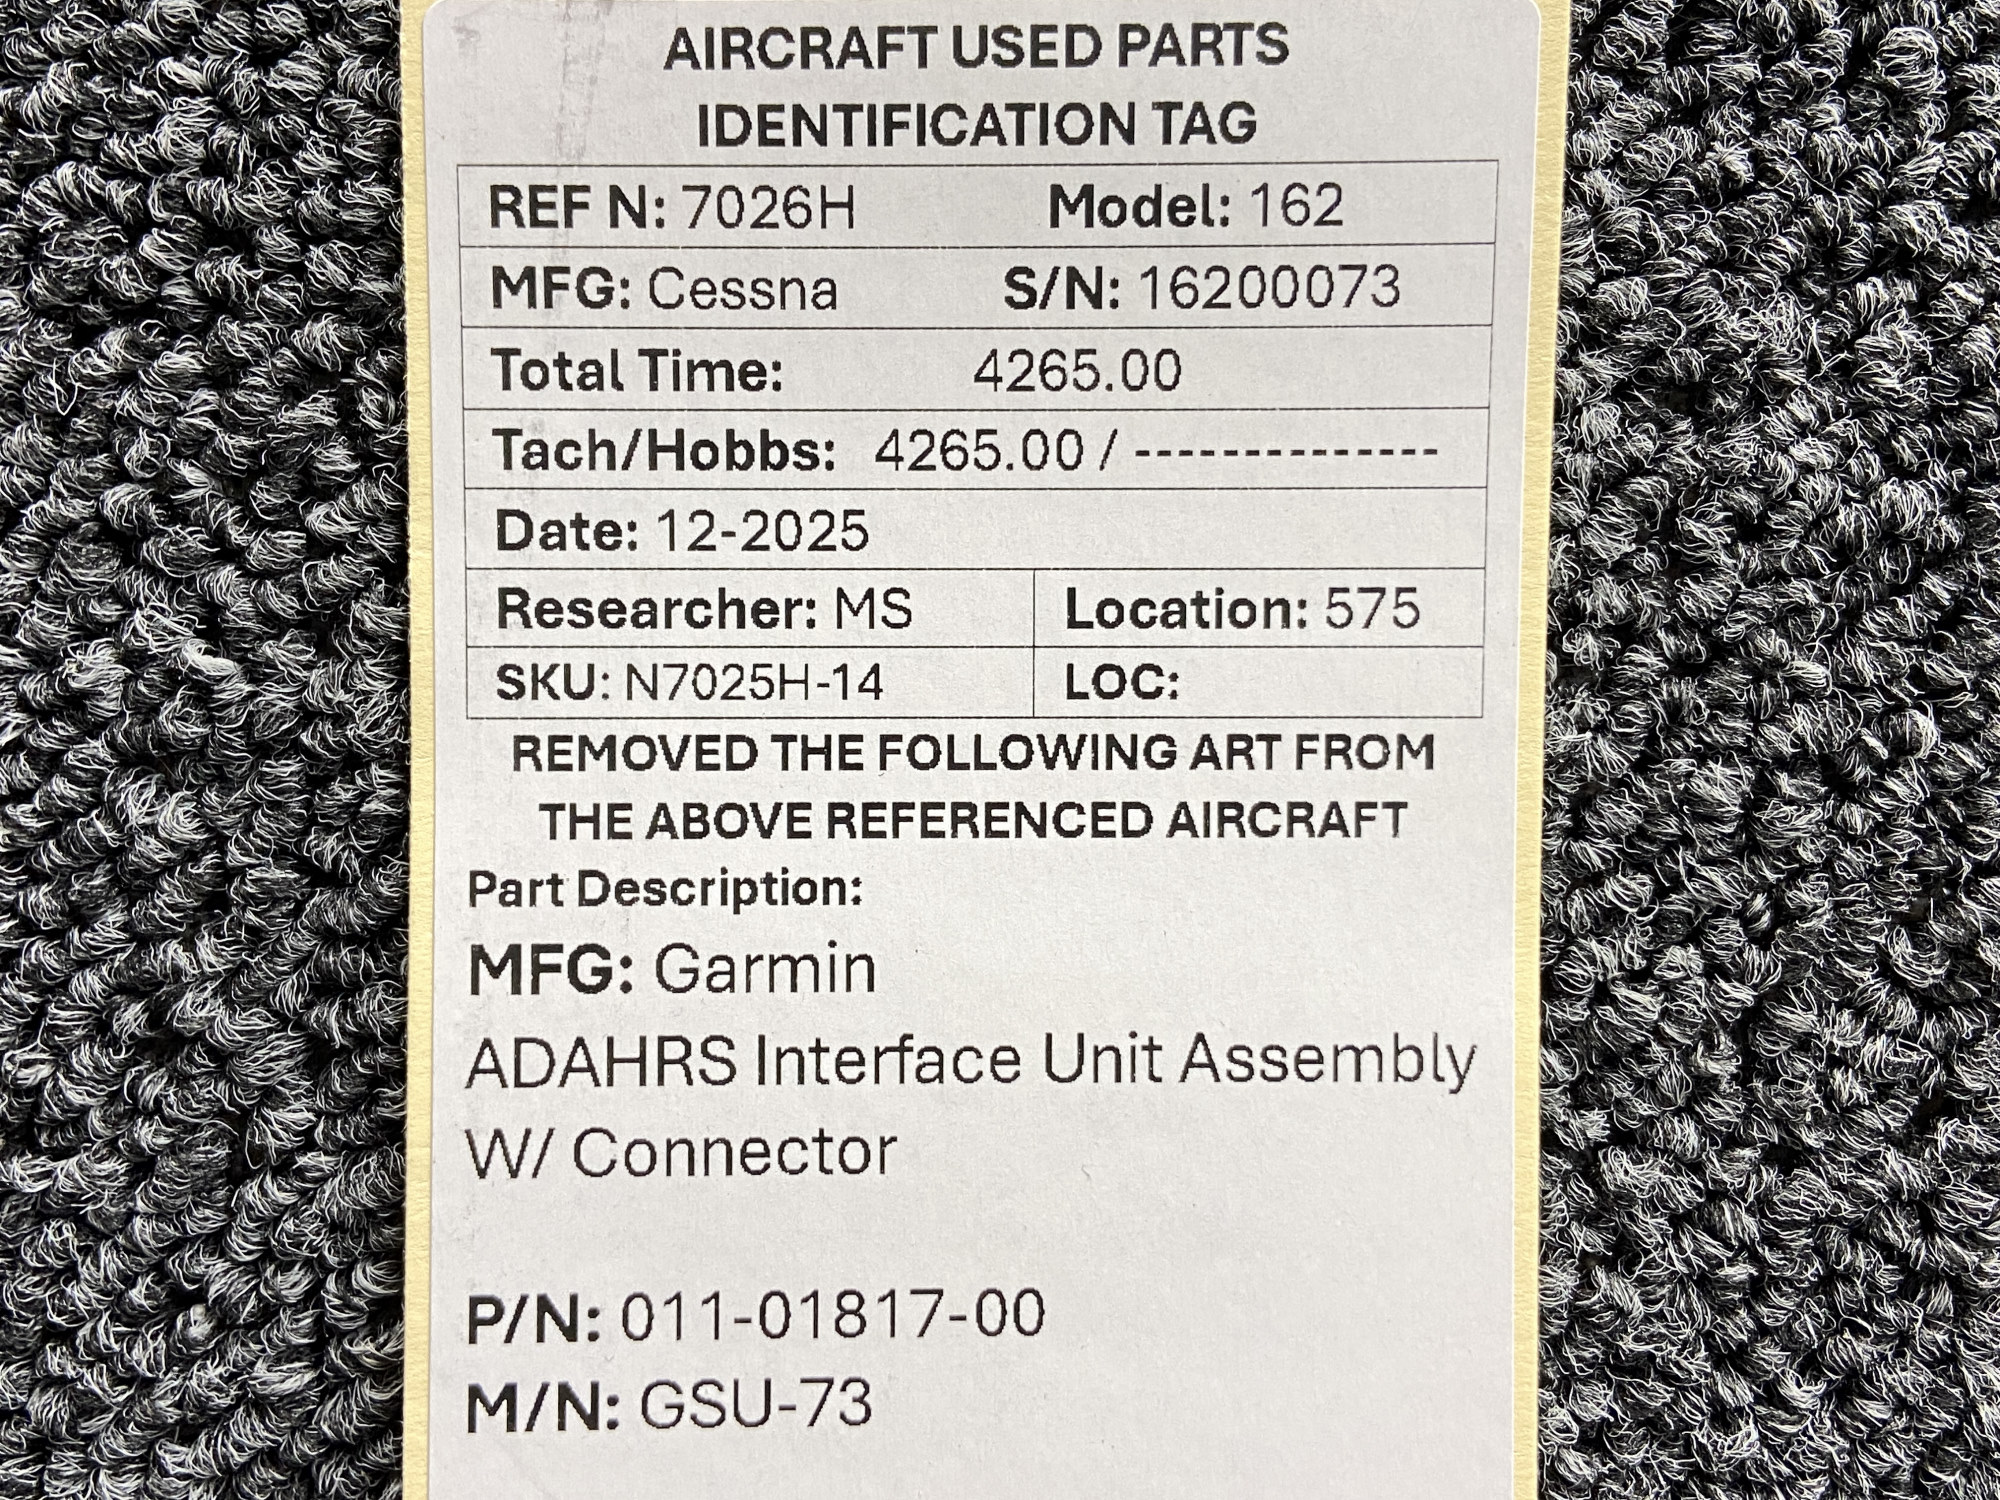 AIRCRAFT USED PARTS
IDENTIFICATION TAG
REF N: 7026H Model: 162
MFG: Cessna S/N: 16200073
Total Time: 4265.00
Tach/Hobbs: 4265.00 / --------------
Date: 12-2025
Researcher: MS Location: 575
SKU: N7025H-14 LOC:
REMOVED THE FOLLOWING ART FROM
THE ABOVE REFERENCED AIRCRAFT
Part Description:
MFG: Garmin
ADAHRS Interface Unit Assembly
W/ Connector
P/N: 011-01817-00
M/N: GSU-73